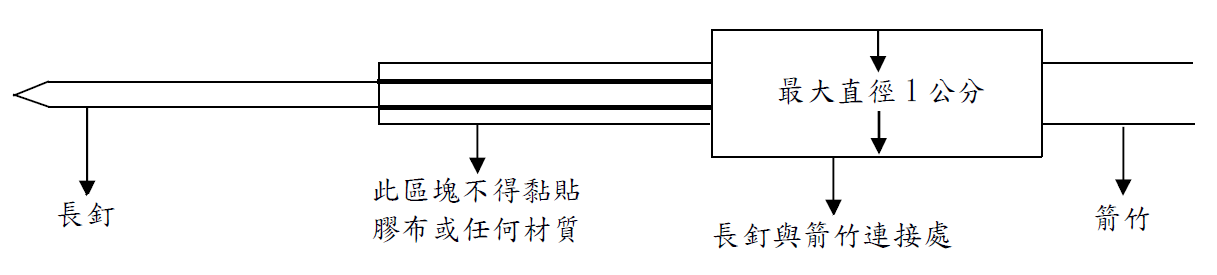 最大直徑1公分
長釘
此區塊不得黏貼
膠布或任何材質
長釘與箭竹連接處
箭竹